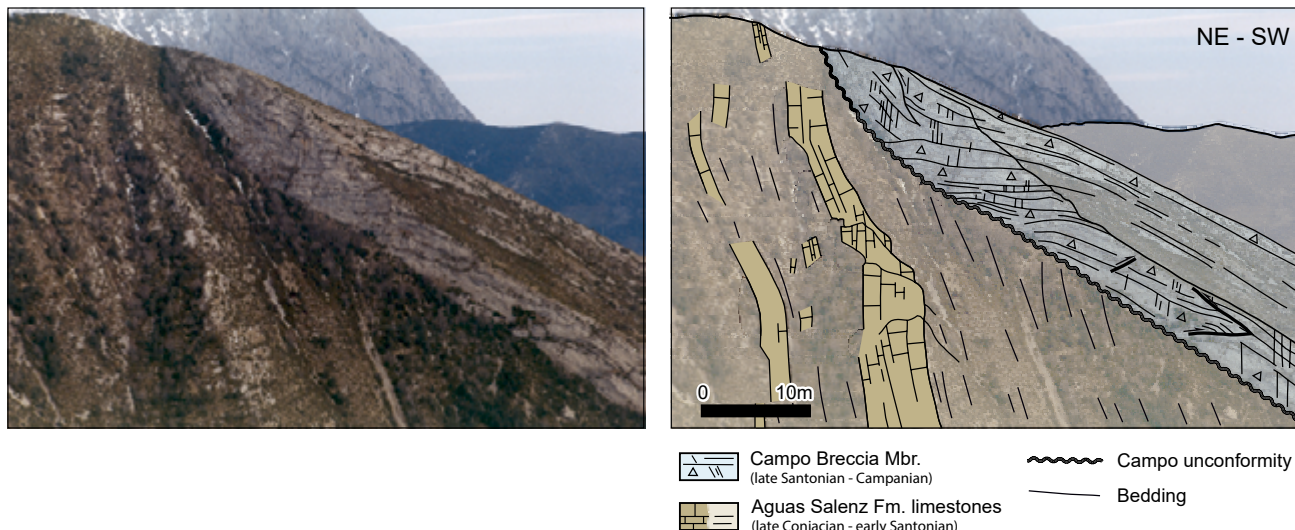 NE - SW
0 10m
Campo Breccia Mbr.
(late Santonian - Campanian)
Campo unconformity
Aguas Salenz Fm. limestones
(late Coniacian - early Santonian)
Bedding